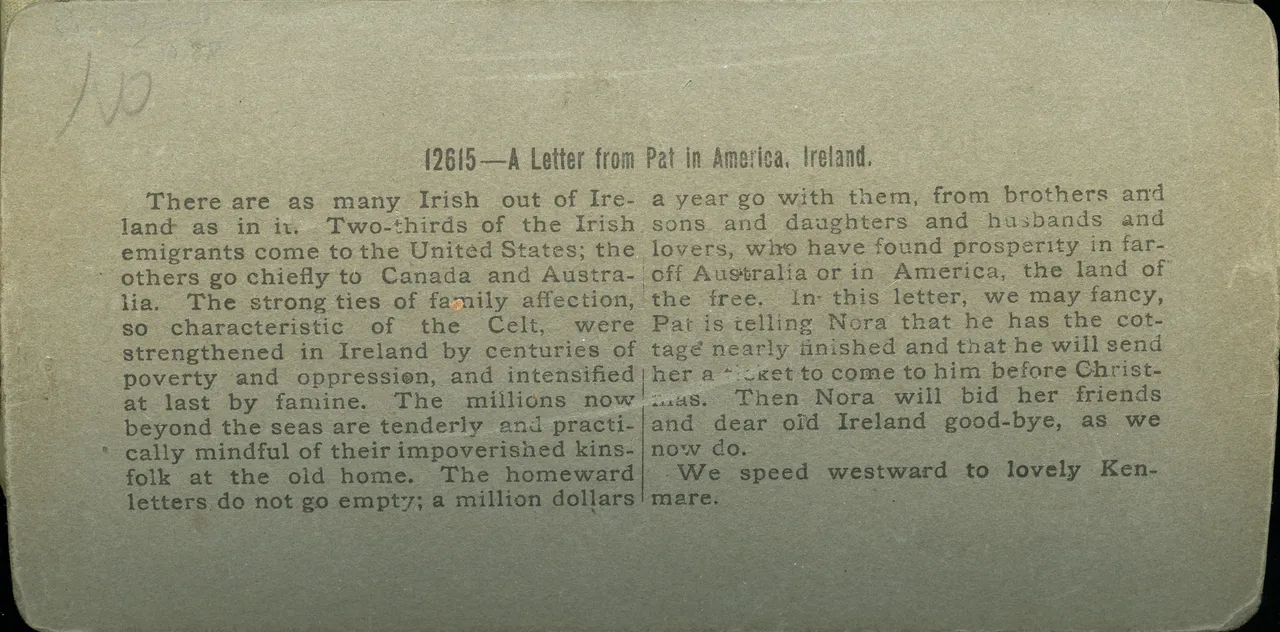 12615—A Letter from Pat in America, Ireland.
There are as many Irish out of Ire-
land as in it. Two-thirds of the Irish
emigrants come to the United States; the
others go chiefly to Canada and Austra-
lia. The strong ties of family affection,
so characteristic of the Celt, were
strengthened in Ireland by centuries of
poverty and oppression, and intensified
at last by famine. The millions now
beyond the seas are tenderly and practi-
cally mindful of their impoverished kins-
folk at the old home. The homeward
letters do not go empty; a million dollars
a year go with them, from brothers and
sons and daughters and husbands and
lovers, who have found prosperity in far-
off Australia or in America, the land of
the free. In this letter, we may fancy,
Pat is telling Nora that he has the cot-
tage nearly finished and that he will send
her a ticket to come to him before Christ-
mas. Then Nora will bid her friends
and dear old Ireland good-bye, as we
now do.
We speed westward to lovely Ken-
mare.